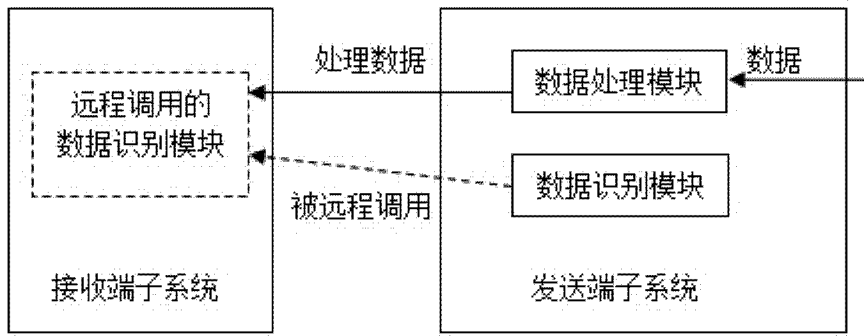 处理数据
数据
远程调用的
数据识别模块
数据处理模块
数据识别模块
被远程调用
接收端子系统
发送端子系统